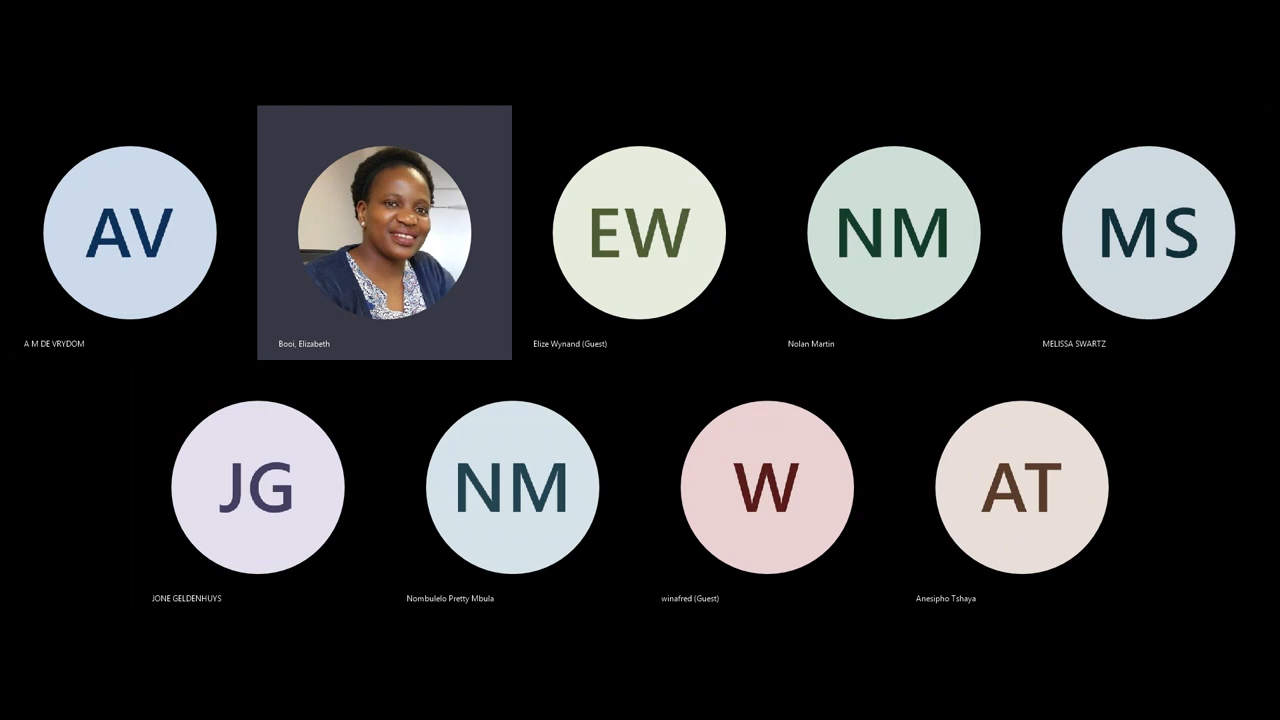 AV
EW
NM
MS
A M DE VRYDOM
Booi, Elizabeth
Elize Wynand (Guest)
Nolan Martin
MELISSA SWARTZ
JG
NM
W
AT
JONE GELDENHUYS
Nombulelo Pretty Mbula
winafred (Guest)
Anesipho Tshaya